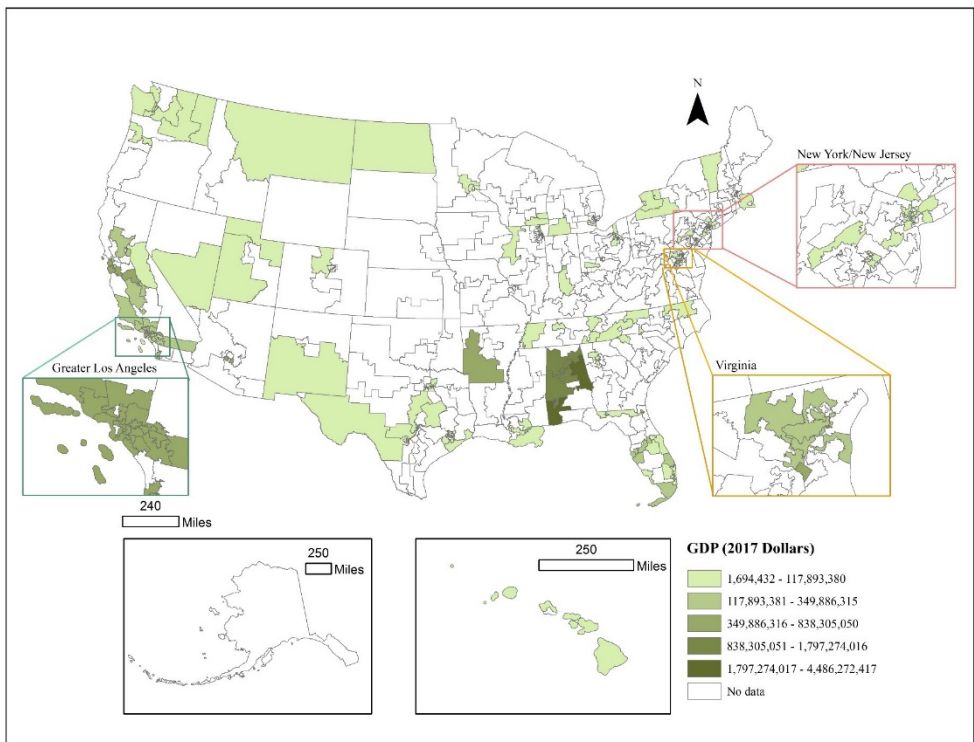 N
New York/New Jersey
Greater Los Angeles
Virginia
240
Miles
250
Miles
250
Miles
GDP (2017 Dollars)
1,694,432 - 117,893,380
117,893,381 - 349,886,315
349,886,316 - 838,305,050
838,305,051 - 1,797,274,016
1,797,274,017 - 4,486,272,417
No data